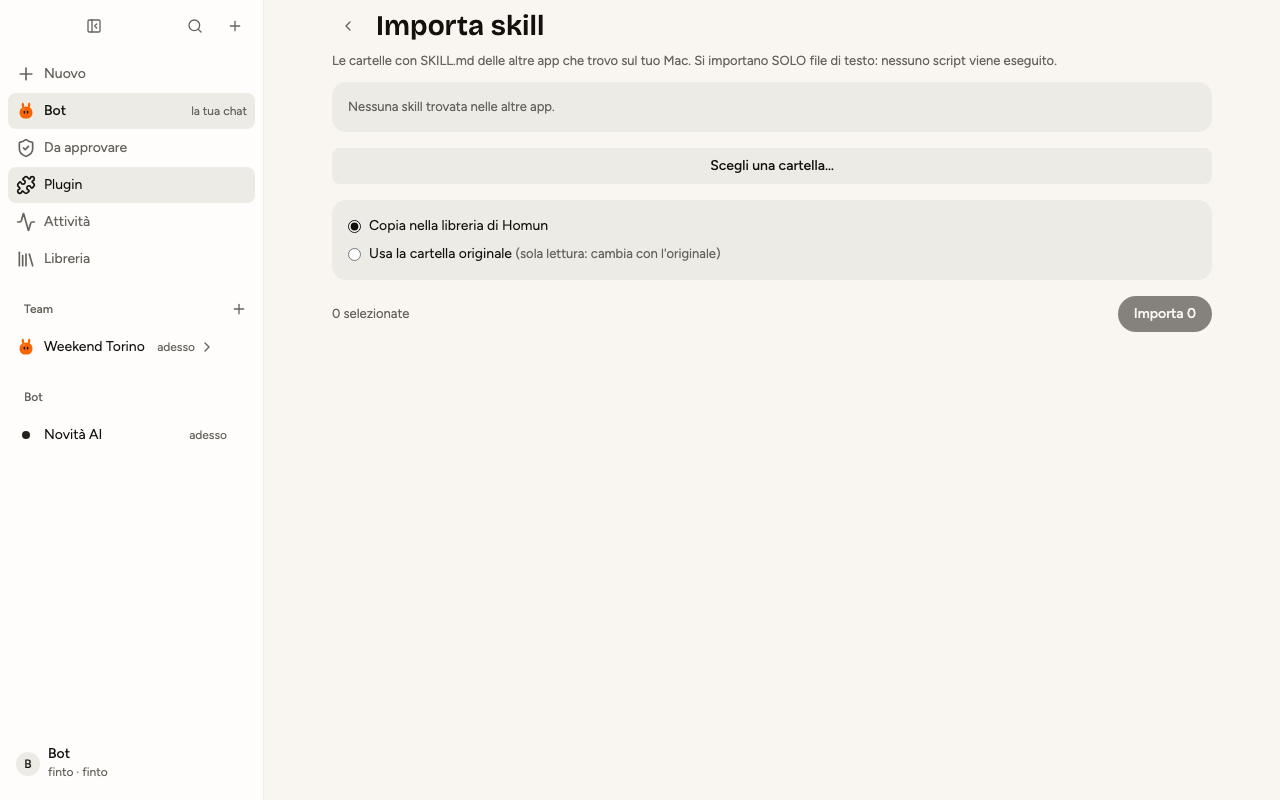 Nuovo
Bot la tua chat
Da approvare
Plugin
Attività
Libreria
Team
Weekend Torino adesso
Bot
Novità AI adesso
B
Bot
finto · finto
Importa skill
Le cartelle con SKILL.md delle altre app che trovo sul tuo Mac. Si importano SOLO file di testo: nessuno script viene eseguito.
Nessuna skill trovata nelle altre app.
Scegli una cartella...
Copia nella libreria di Homun
Usa la cartella originale (sola lettura: cambia con l'originale)
0 selezionate
Importa 0